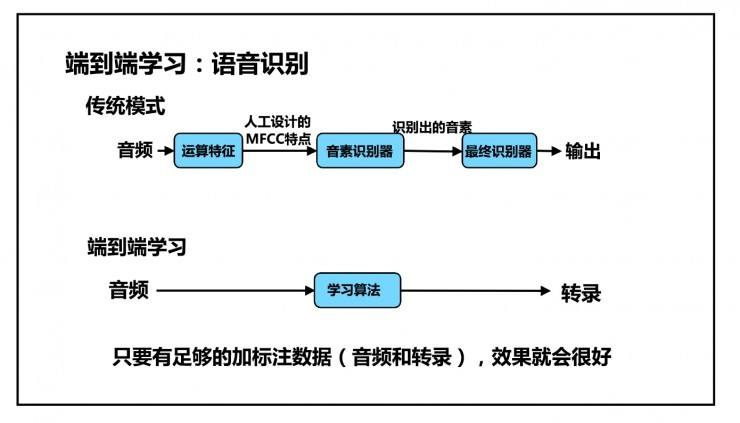 端到端学习：语音识别
传统模式
音频
运算特征
人工设计的
MFCC特点
音素识别器
识别出的音素
最终识别器
输出
端到端学习
音频
学习算法
转录
只要有足够的加标注数据（音频和转录），效果就会很好